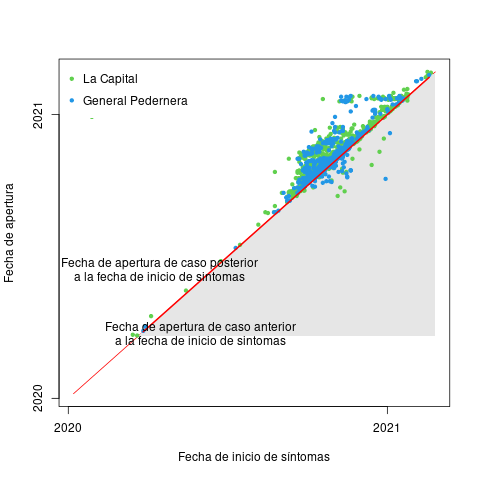 La Capital
General Pedernera
2021
Fecha de apertura
Fecha de apertura de caso posterior
a la fecha de inicio de sintomas
Fecha de apertura de caso anterior
a la fecha de inicio de sintomas
2020
2020
2021
Fecha de inicio de síntomas